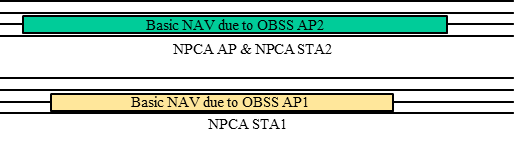 Basic NAV due to OBSS AP2
NPCA AP & NPCA STA2
Basic NAV due to OBSS AP1
NPCA STA1